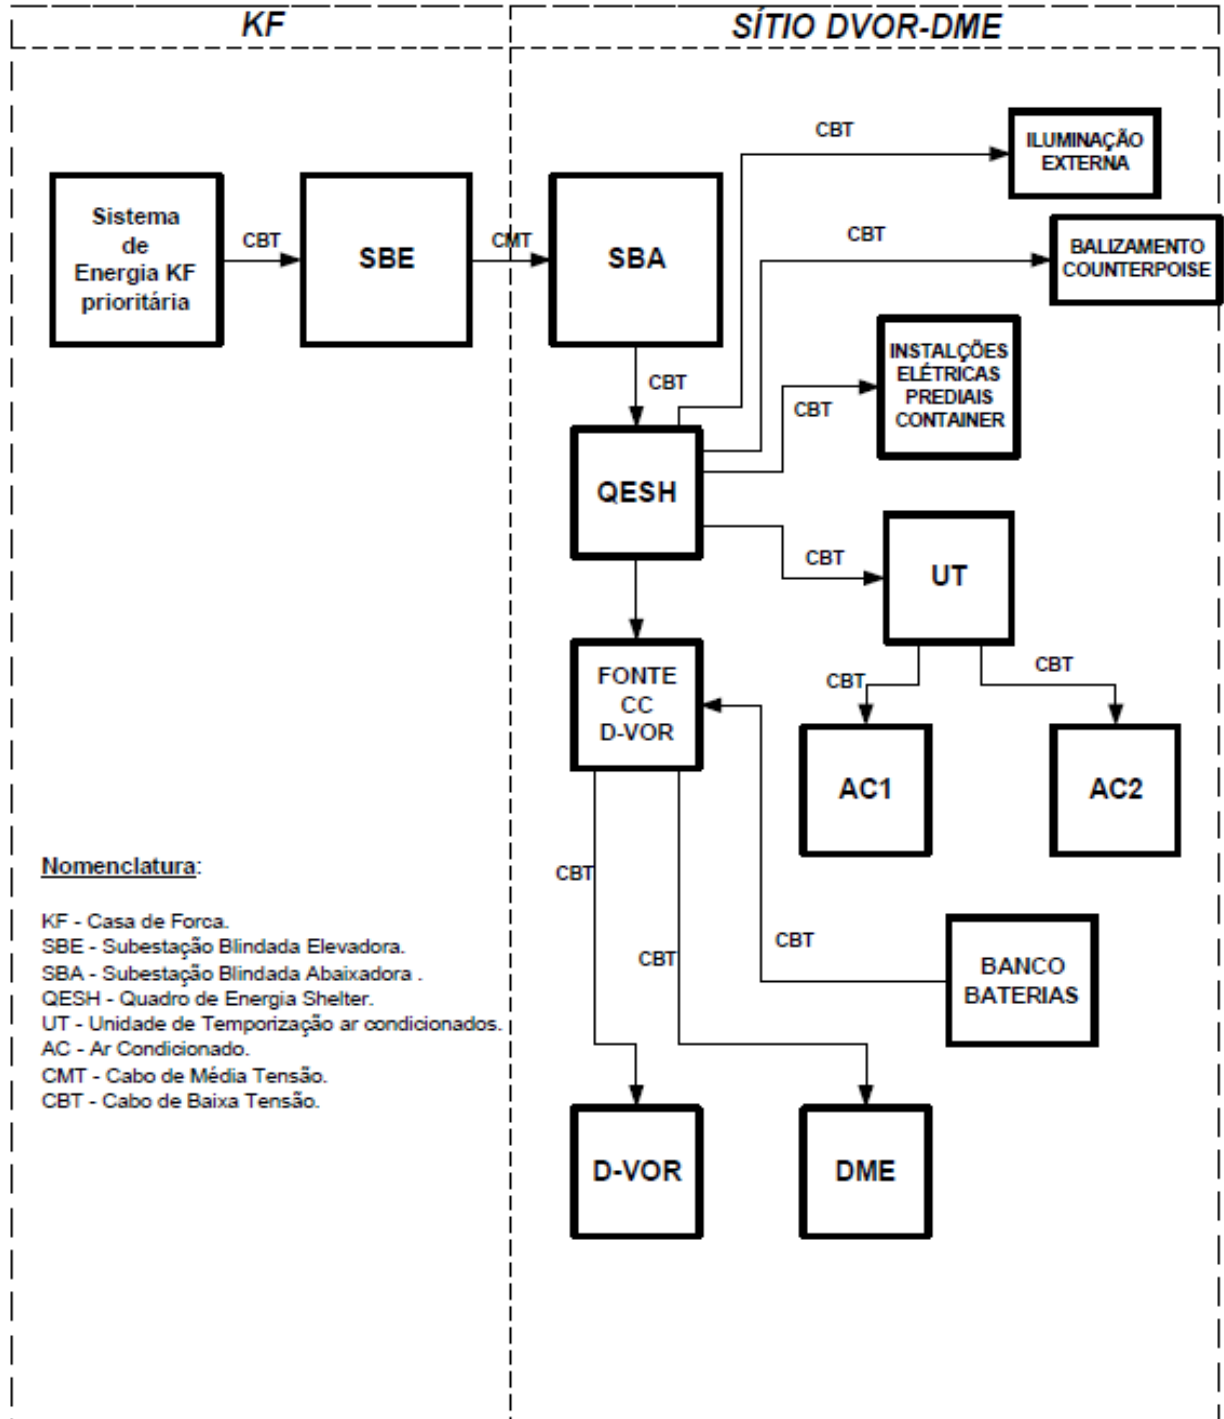 KF
SÍTIO DVOR-DME
CBT
ILUMINAÇÃO
EXTERNA
Sistema
de
Energia KF
prioritária
CBT
SBE
CMT
SBA
CBT
BALIZAMENTO
COUNTERPOISE
CBT
INSTALÇÕES
ELÉTRICAS
PREDIAIS
CONTAINER
CBT
QESH
CBT
UT
FONTE
CC
D-VOR
CBT
CBT
AC1
AC2
CBT
CBT
CBT
BANCO
BATERIAS
D-VOR
DME
Nomenclatura:
KF - Casa de Forca.
SBE - Subestação Blindada Elevadora.
SBA - Subestação Blindada Abaixadora .
QESH - Quadro de Energia Shelter.
UT - Unidade de Temporização ar condicionados.
AC - Ar Condicionado.
CMT - Cabo de Média Tensão.
CBT - Cabo de Baixa Tensão.